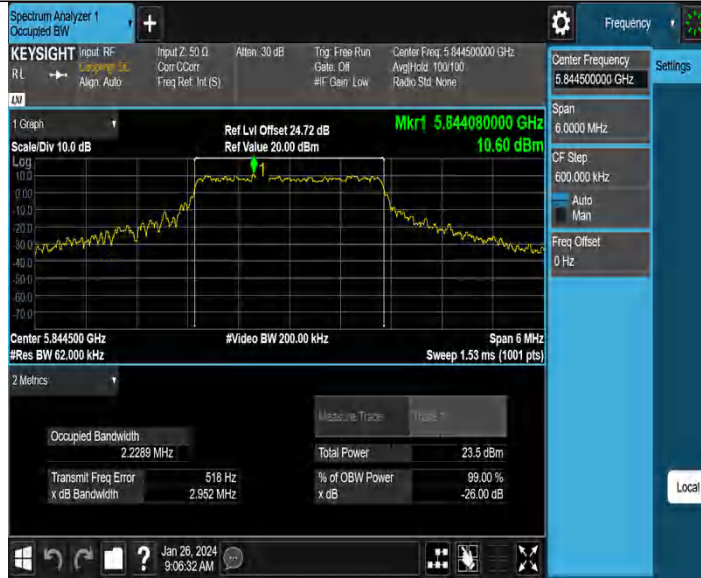 Spectrum Analyzer 1
Occupied BW
+
Frequency
KEYSIGHT
Input: RF
Coupling: DC
Align: Auto
Input Z: 50 Ω
Corr CCorr
Freq Ref: Int (S)
Atten: 30 dB
Trig: Free Run
Gate: Off
#IF Gain: Low
Center Freq: 5.844500000 GHz
Avg|Hold: 100/100
Radio Std: None
RL
Center Frequency
5.844500000 GHz
Settings
Span
6.0000 MHz
CF Step
600.000 kHz
Auto
Man
Freq Offset
0 Hz
Local
1 Graph
Scale/Div 10.0 dB
Ref Lvl Offset 24.72 dB
Ref Value 20.00 dBm
Mkr1 5.844080000 GHz
10.60 dBm
Log
10.0
0.00
-10.0
-20.0
-30.0
-40.0
-50.0
-60.0
-70.0
1
Center 5.844500 GHz
#Res BW 62.000 kHz
#Video BW 200.00 kHz
Span 6 MHz
Sweep 1.53 ms (1001 pts)
2 Metrics
Measure Trace
Trace 1
Occupied Bandwidth
2.2289 MHz
Total Power 23.5 dBm
Transmit Freq Error 518 Hz
% of OBW Power 99.00 %
x dB Bandwidth 2.952 MHz
x dB -26.00 dB
?
Jan 26, 2024
9:06:32 AM